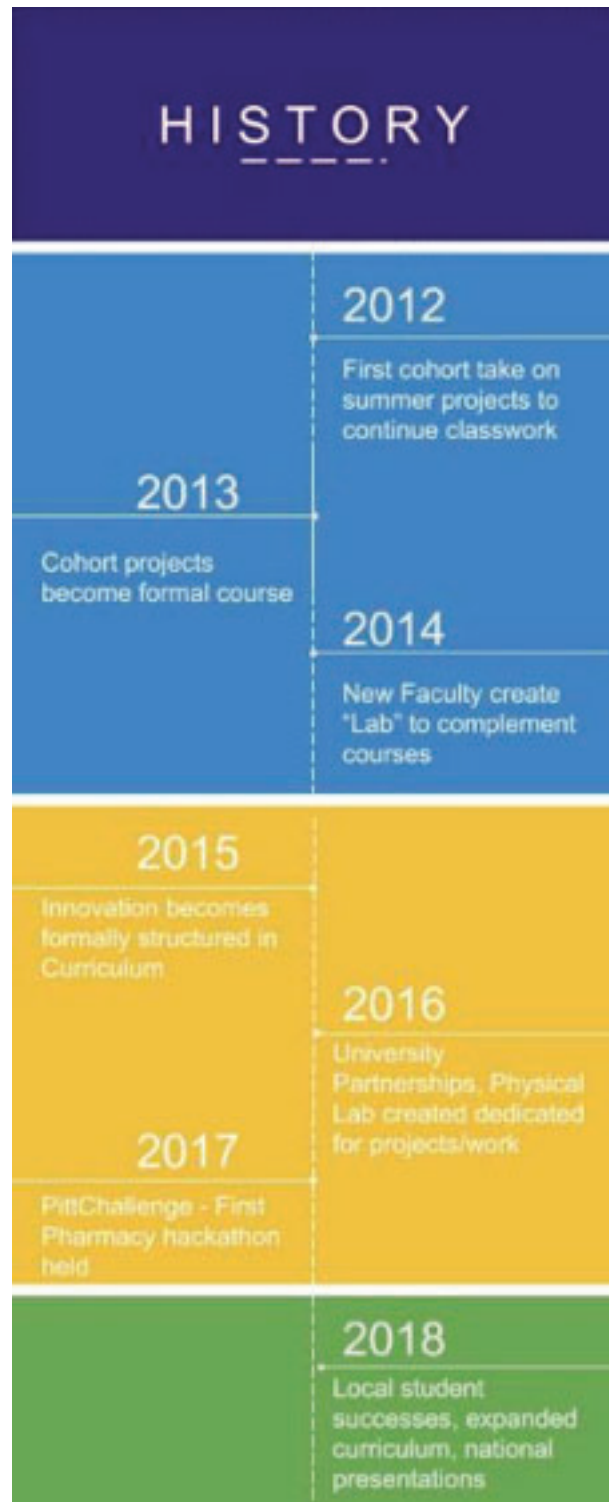 HISTORY
2012
First cohort take on
summer projects to
continue classwork
2013
Cohort projects
become formal course
2014
New Faculty create
“Lab” to complement
courses
2015
Innovation becomes
formally structured in
Curriculum
2016
University
Partnerships, Physical
Lab created dedicated
for projects/work
2017
PittChallenge - First
Pharmacy hackathon
held
2018
Local student
successes, expanded
curriculum, national
presentations